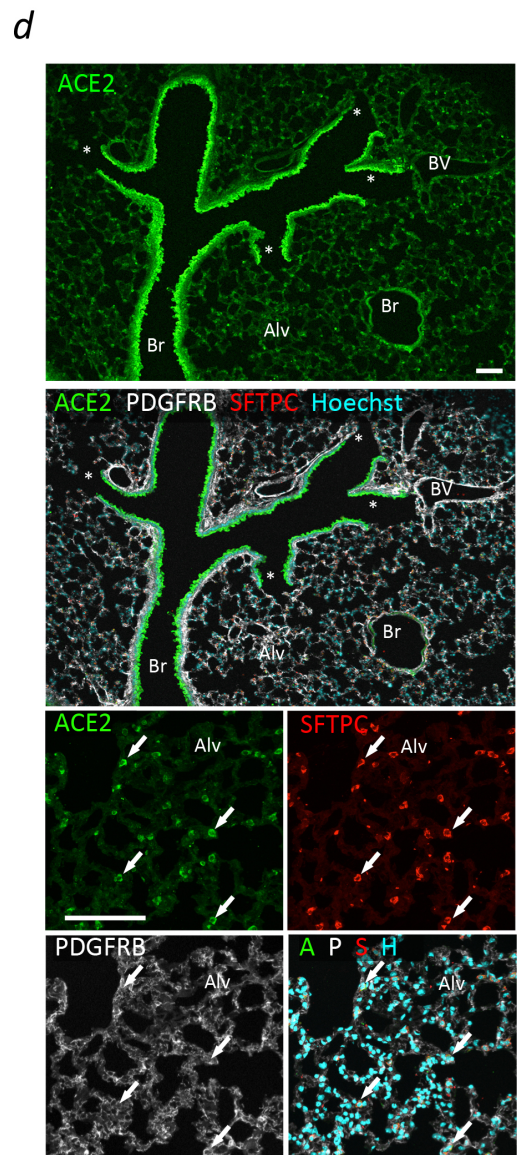 d
ACE2
*
*
BV
*
*
Br
Alv
Br
ACE2 PDGFRB SFTPC Hoechst
*
*
BV
*
*
Br
Alv
Br
ACE2
Alv
SFTPC
Alv
PDGFRB
Alv
A P S H
Alv